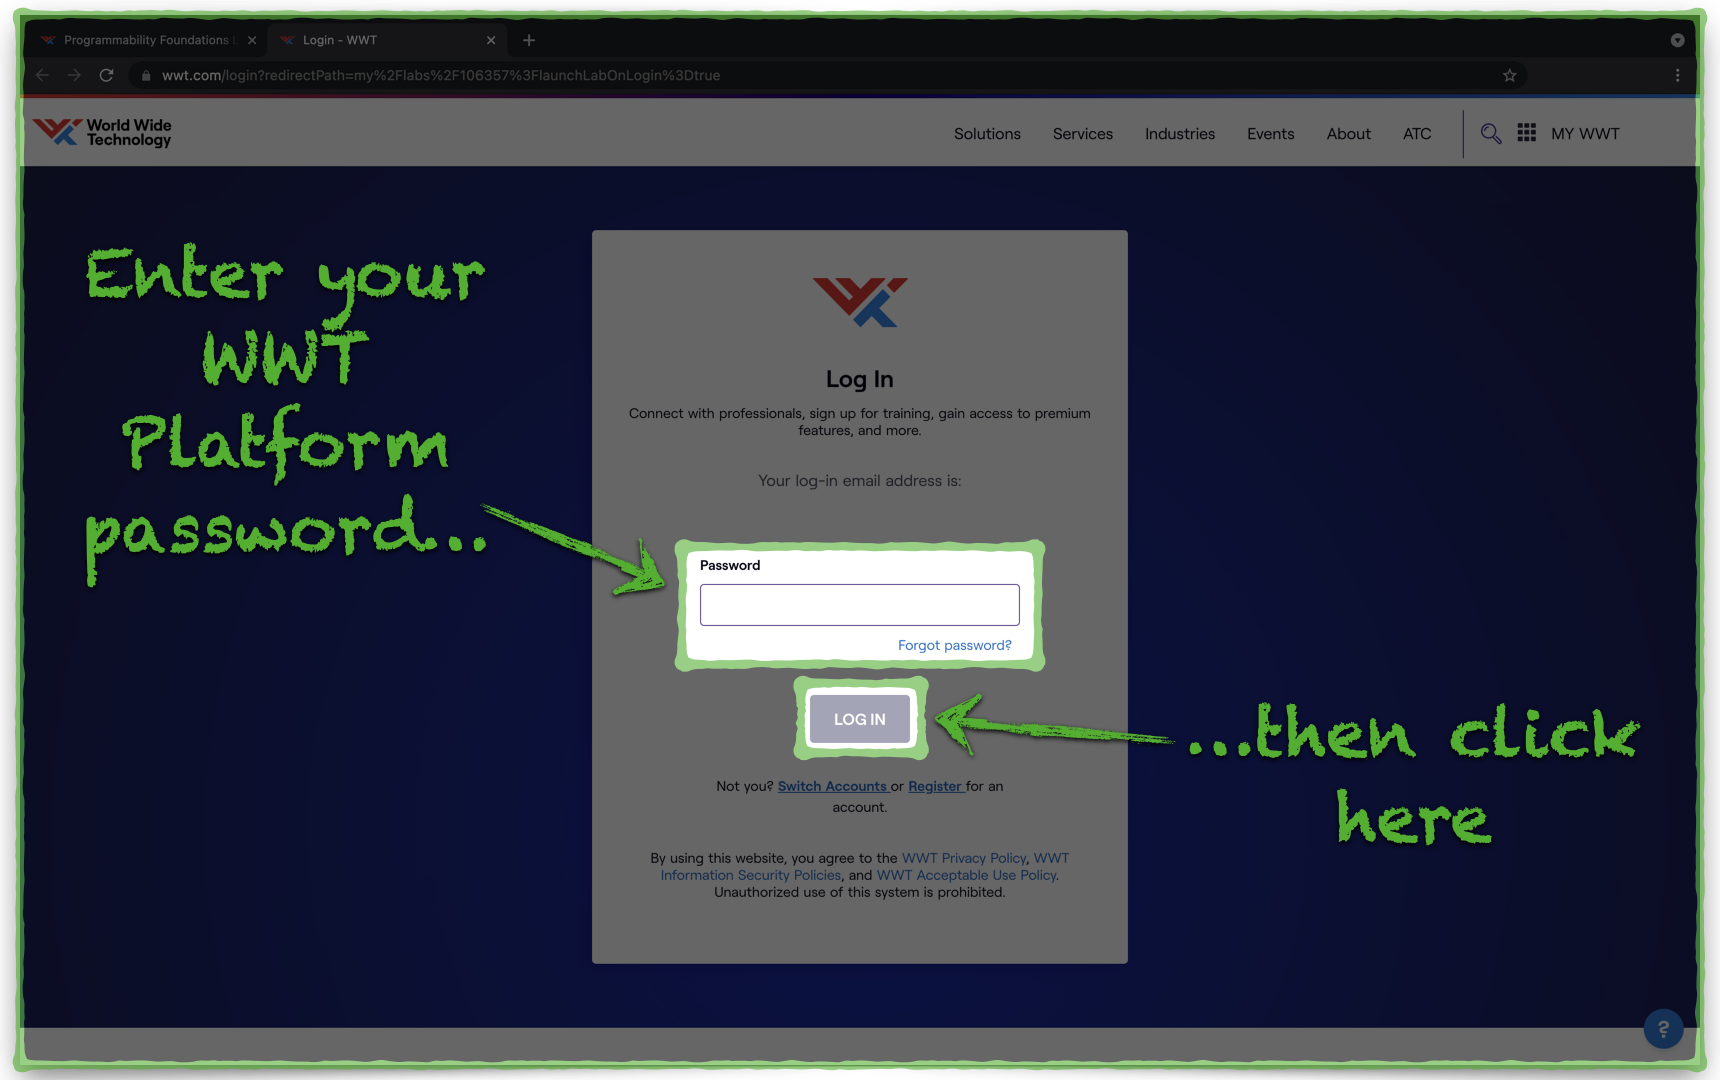 Programmability Foundations L
Login - WWT
wwt.com/login?redirectPath=my%2Flabs%2F106357%3FlaunchLabOnLogin%3Dtrue
World Wide
Technology
Solutions Services Industries Events About ATC MY WWT
Enter your
WWT
Platform
password...
Log In
Connect with professionals, sign up for training, gain access to premium
features, and more.
Your log-in email address is:
Password
Forgot password?
LOG IN
...then click
here
Not you? Switch Accounts or Register for an
account.
By using this website, you agree to the WWT Privacy Policy, WWT
Information Security Policies, and WWT Acceptable Use Policy.
Unauthorized use of this system is prohibited.
?